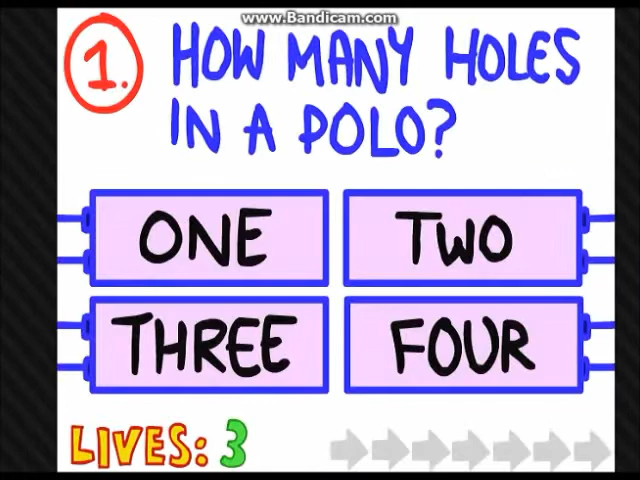 www.Bandicam.com
1. HOW MANY HOLES
IN A POLO?
ONE TWO
THREE FOUR
LIVES: 3